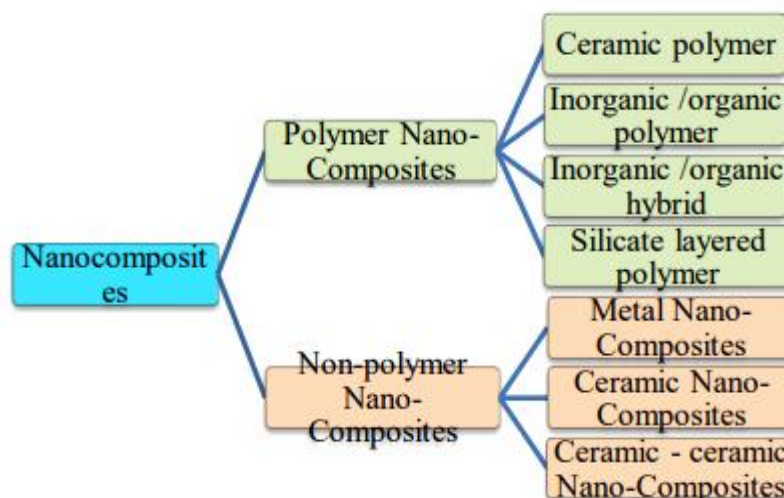 Ceramic polymer
Inorganic /organic
polymer
Polymer Nano-
Composites
Inorganic /organic
hybrid
Silicate layered
polymer
Nanocomposit
es
Metal Nano-
Composites
Non-polymer
Nano-
Composites
Ceramic Nano-
Composites
Ceramic - ceramic
Nano-Composites